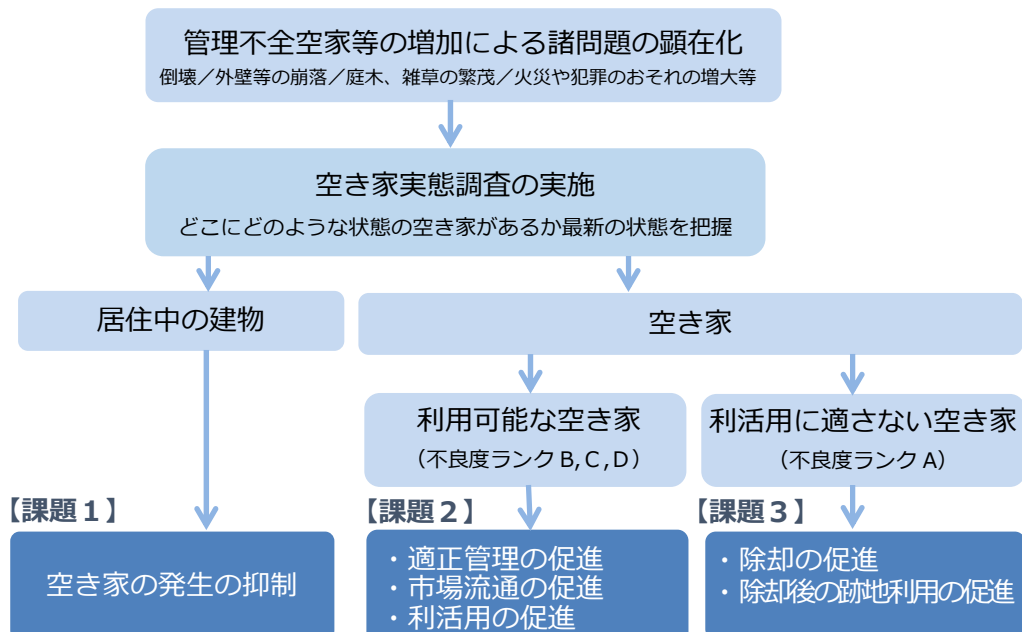 管理不全空家等の増加による諸問題の顕在化
倒壊／外壁等の崩落／庭木、雑草の繁茂／火災や犯罪のおそれの増大等
空き家実態調査の実施
どこにどのような状態の空き家があるか最新の状態を把握
居住中の建物
空き家
利用可能な空き家
（不良度ランク B,C,D）
利活用に適さない空き家
（不良度ランク A）
【課題１】
空き家の発生の抑制
【課題２】
・適正管理の促進
・市場流通の促進
・利活用の促進
【課題３】
・除却の促進
・除却後の跡地利用の促進